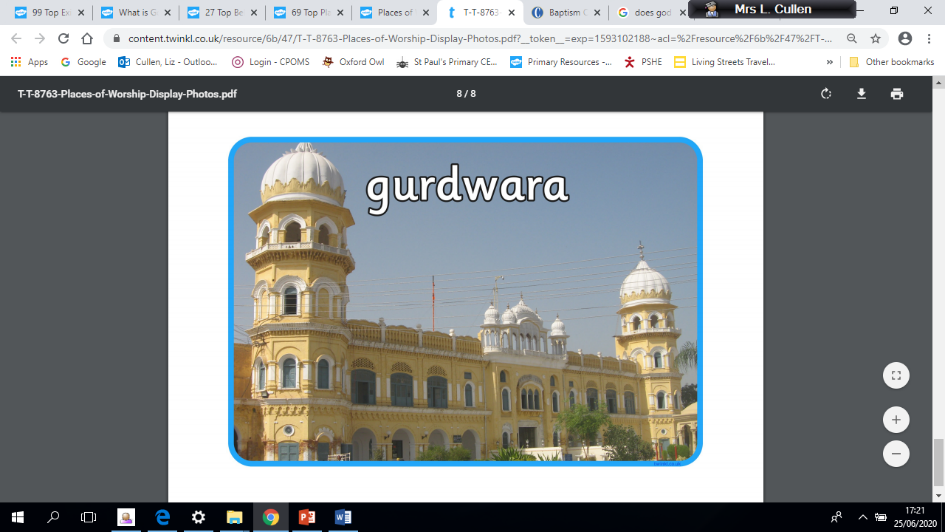 99 Top Ex
What is G
27 Top Be
69 Top Pla
Places of
T-T-8763
Baptism C
does god
Mrs L. Cullen
content.twinkl.co.uk/resource/6b/47/T-T-8763-Places-of-Worship-Display-Photos.pdf?__token__=exp=1593102188~acl=%2Fresource%2F6b%2F47%2FT-...
Apps
Google
Cullen, Liz - Outloo...
Login - CPOMS
Oxford Owl
St Paul's Primary CE...
Primary Resources -...
PSHE
Living Streets Travel...
»
Other bookmarks
T-T-8763-Places-of-Worship-Display-Photos.pdf
8 / 8
gurdwara
17:21
25/06/2020